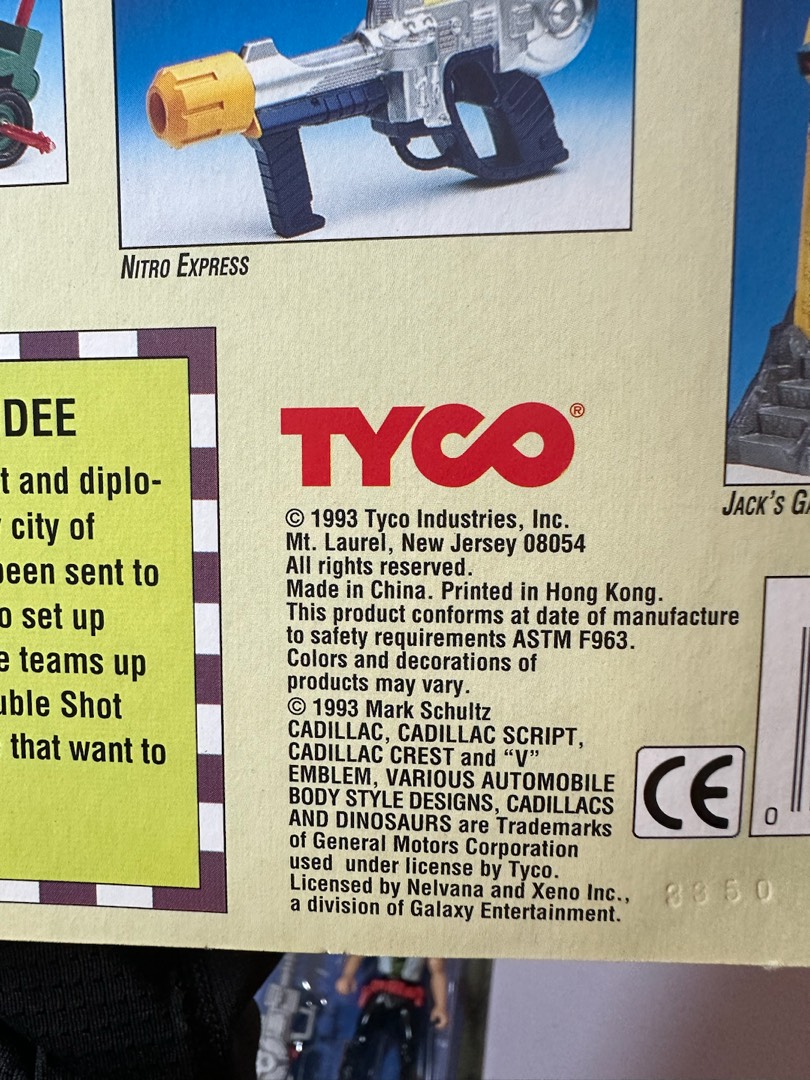 NITRO EXPRESS
DEE
t and diplo-
city of
been sent to
o set up
e teams up
uble Shot
that want to
TYCO®
© 1993 Tyco Industries, Inc.
Mt. Laurel, New Jersey 08054
All rights reserved.
Made in China. Printed in Hong Kong.
This product conforms at date of manufacture
to safety requirements ASTM F963.
Colors and decorations of
products may vary.
© 1993 Mark Schultz
CADILLAC, CADILLAC SCRIPT,
CADILLAC CREST and “V”
EMBLEM, VARIOUS AUTOMOBILE
BODY STYLE DESIGNS, CADILLACS
AND DINOSAURS are Trademarks
of General Motors Corporation
used under license by Tyco.
Licensed by Nelvana and Xeno Inc.,
a division of Galaxy Entertainment.
JACK'S GA
CE
0